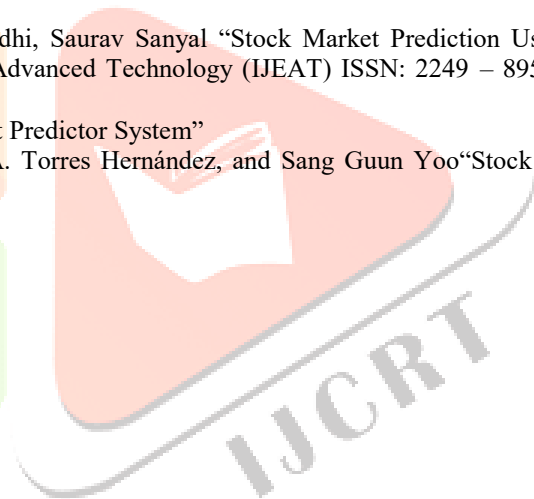 dhi, Saurav Sanyal “Stock Market Prediction Us
Advanced Technology (IJEAT) ISSN: 2249 – 895
t Predictor System”
A. Torres Hernández, and Sang Guun Yoo“Stock
IJCRT